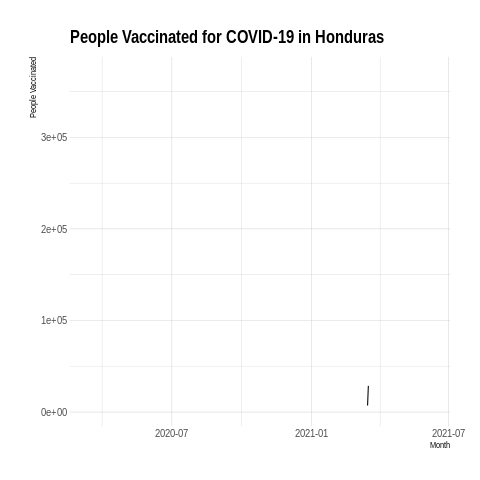 People Vaccinated for COVID-19 in Honduras
People Vaccinated
3e+05
2e+05
1e+05
0e+00
2020-07 2021-01 2021-07
Month